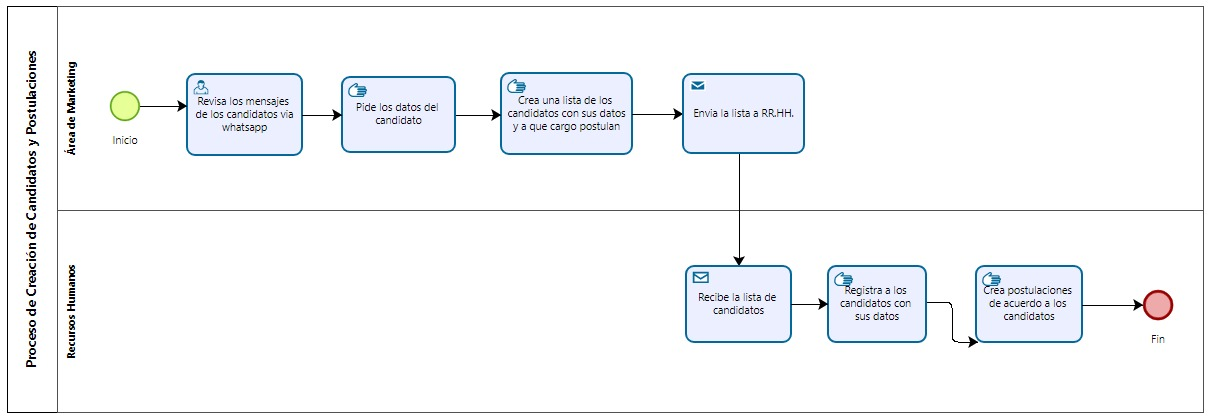 Proceso de Creación de Candidatos y Postulaciones
Área de Marketing
Inicio
Revisa los mensajes
de los candidatos via
whatsapp
Pide los datos del
candidato
Crea una lista de los
candidatos con sus datos
y a que cargo postulan
Envia la lista a RR.HH.
Recursos Humanos
Recibe la lista de
candidatos
Registra a los
candidatos con
sus datos
Crea postulaciones
de acuerdo a los
candidatos
Fin